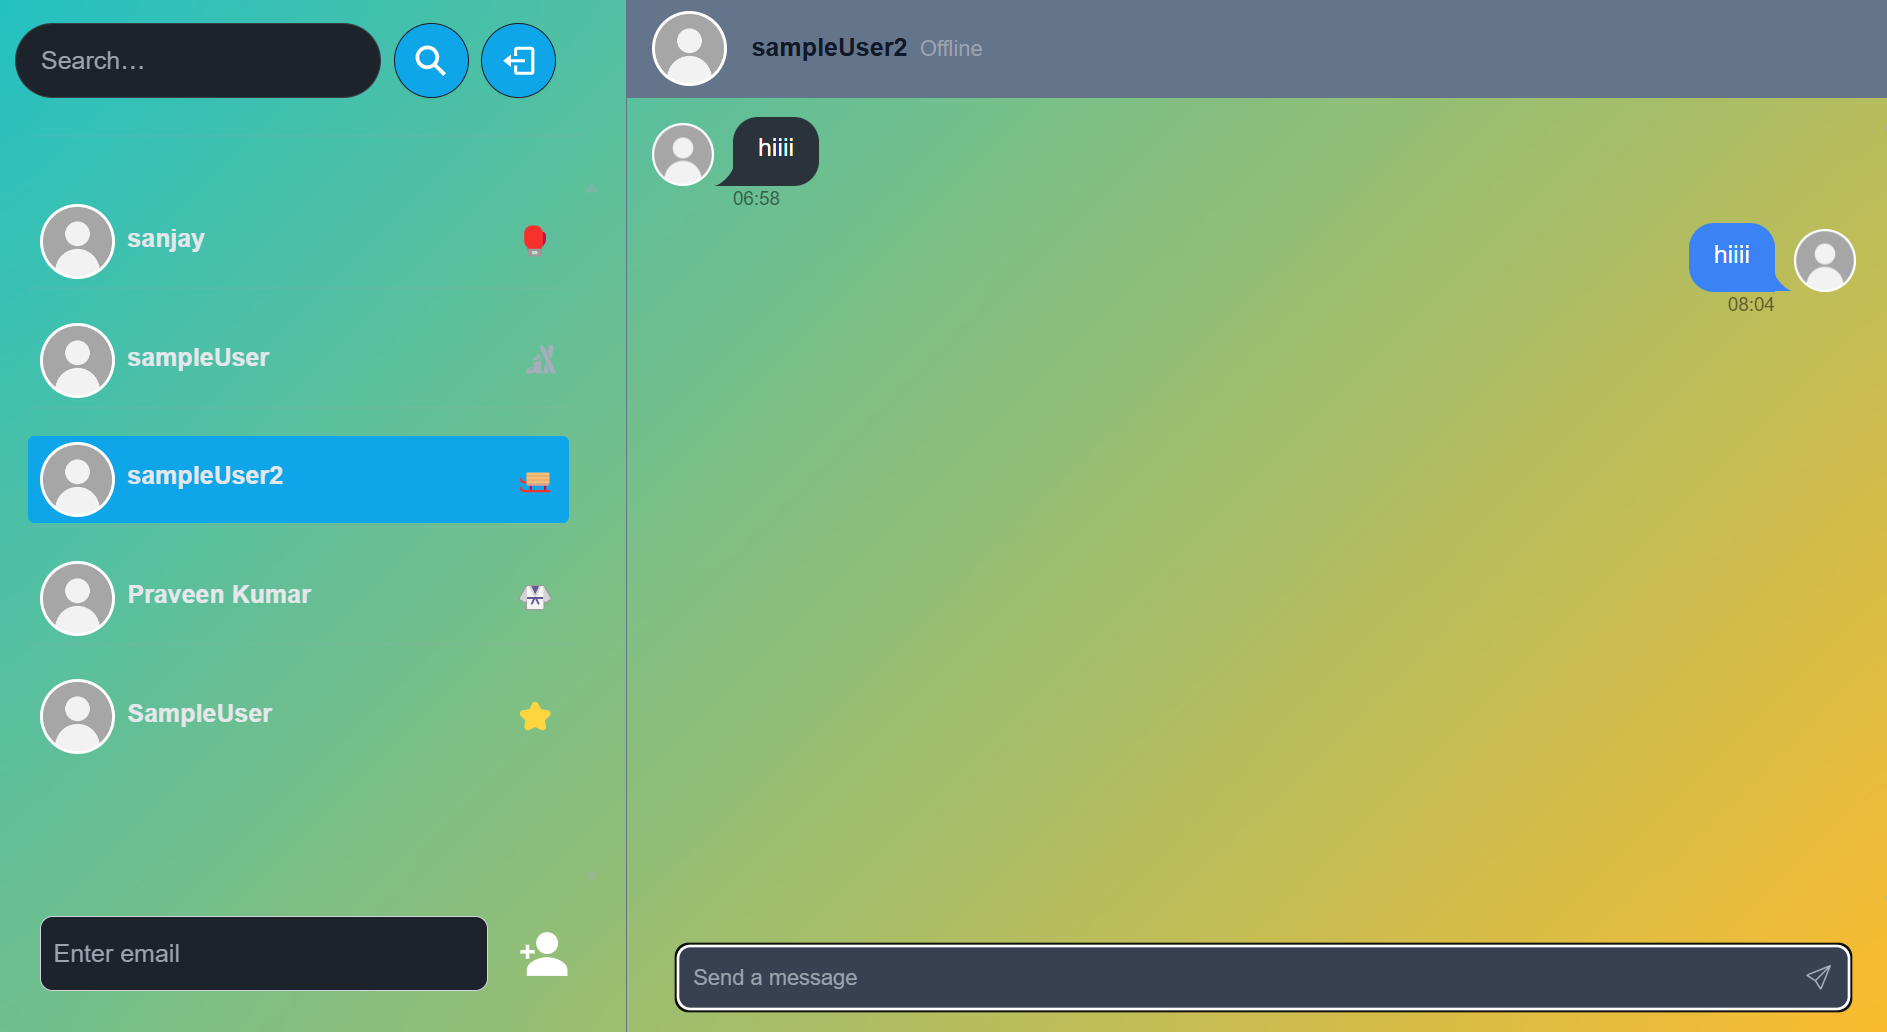 Search…
sanjay
sampleUser
sampleUser2
Praveen Kumar
SampleUser
Enter email
sampleUser2 Offline
hiiii
06:58
hiiii
08:04
Send a message